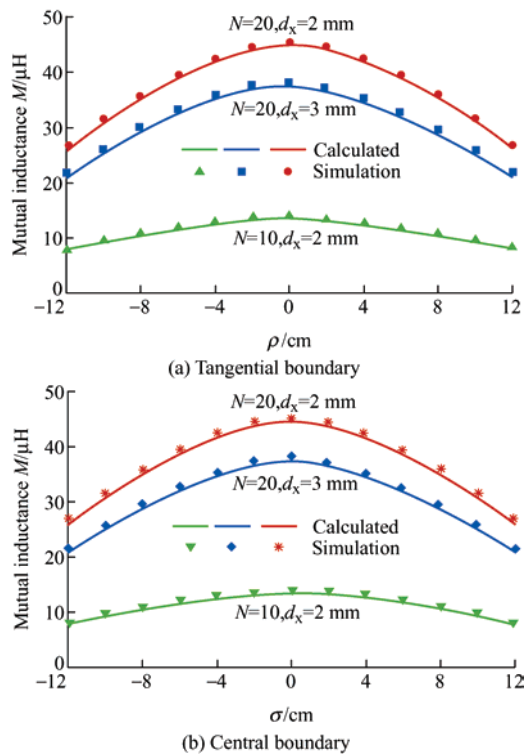 50
N=20,dx=2 mm
40
N=20,dx=3 mm
30
Calculated
20
Simulation
10
N=10,dx=2 mm
0
Mutual inductance M/μH
−12 −8 −4 0 4 8 12
ρ/cm
(a) Tangential boundary
N=20,dx=2 mm
50
40
N=20,dx=3 mm
30
Calculated
20
Simulation
10
N=10,dx=2 mm
0
Mutual inductance M/μH
−12 −8 −4 0 4 8 12
σ/cm
(b) Central boundary